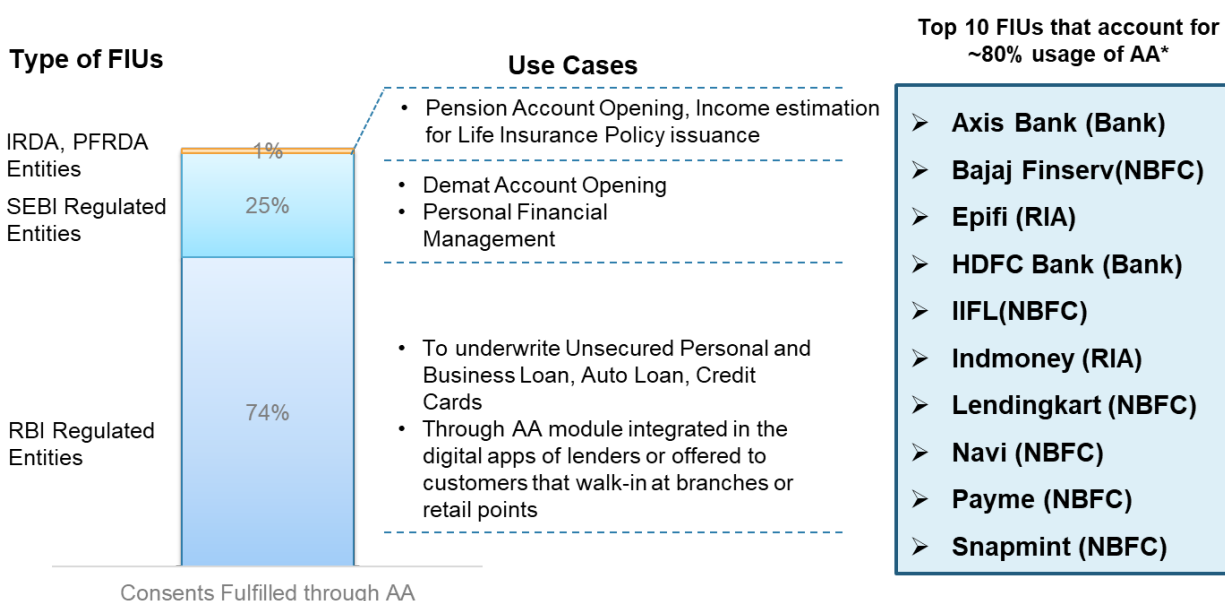 Type of FIUs
IRDA, PFRDA
Entities
SEBI Regulated
Entities
RBI Regulated
Entities
1%
25%
74%
Consents Fulfilled through AA
Use Cases
• Pension Account Opening, Income estimation
for Life Insurance Policy issuance
• Demat Account Opening
• Personal Financial
Management
• To underwrite Unsecured Personal and
Business Loan, Auto Loan, Credit
Cards
• Through AA module integrated in the
digital apps of lenders or offered to
customers that walk-in at branches or
retail points
Top 10 FIUs that account for
~80% usage of AA*
➢ Axis Bank (Bank)
➢ Bajaj Finserv(NBFC)
➢ Epifi (RIA)
➢ HDFC Bank (Bank)
➢ IIFL(NBFC)
➢ Indmoney (RIA)
➢ Lendingkart (NBFC)
➢ Navi (NBFC)
➢ Payme (NBFC)
➢ Snapmint (NBFC)